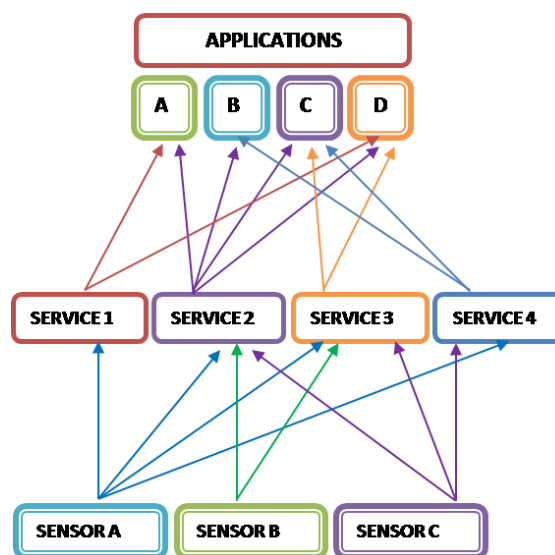 APPLICATIONS
A B C D
SERVICE 1 SERVICE 2 SERVICE 3 SERVICE 4
SENSOR A SENSOR B SENSOR C